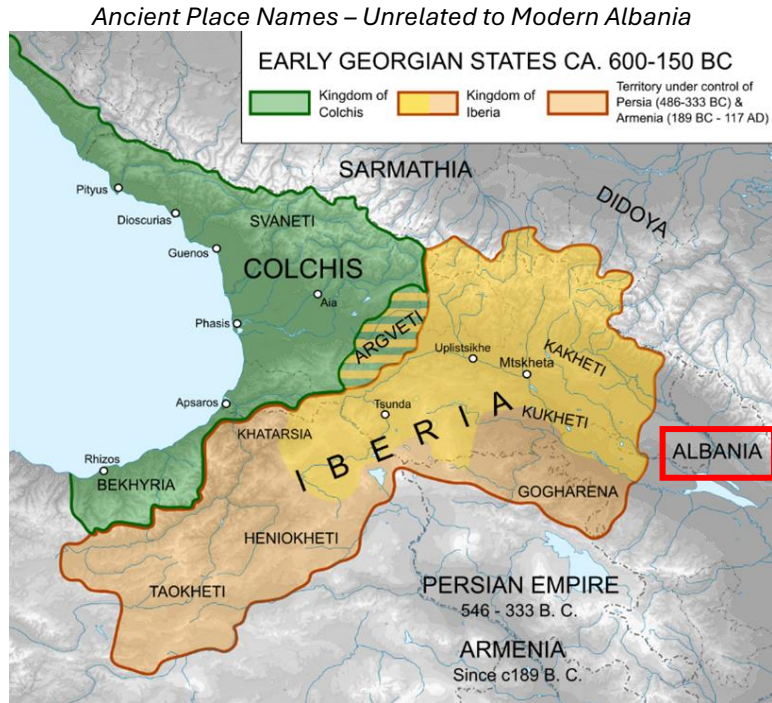 Ancient Place Names – Unrelated to Modern Albania
EARLY GEORGIAN STATES CA. 600-150 BC
Kingdom of
Colchis
Kingdom of
Iberia
Territory under control of
Persia (486-333 BC) &
Armenia (189 BC - 117 AD)
SARMATHIA
DIDOYA
Pityus
Dioscurias
SVANETI
Guenos
COLCHIS
Aia
Phasis
ARGVETI
Uplistsikhe
Mtskheta
KAKHETI
Apsaros
Tsunda
KUKHETI
KHATARSIA
IBERIA
ALBANIA
Rhizos
BEKHYRIA
GOGHARENA
HENIOKHETI
TAOKHETI
PERSIAN EMPIRE
546 - 333 B. C.
ARMENIA
Since c189 B. C.